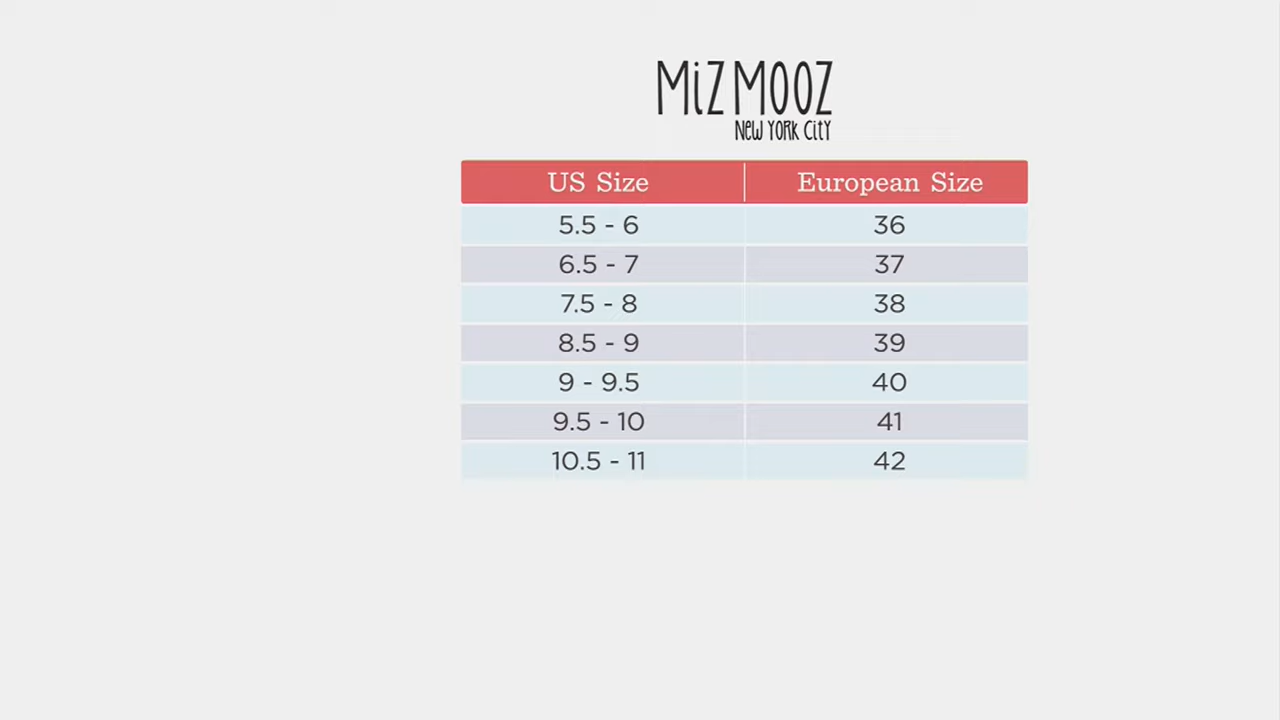 MiZ MOOZ
NEW YORK CITY
US Size European Size
5.5 - 6 36
6.5 - 7 37
7.5 - 8 38
8.5 - 9 39
9 - 9.5 40
9.5 - 10 41
10.5 - 11 42